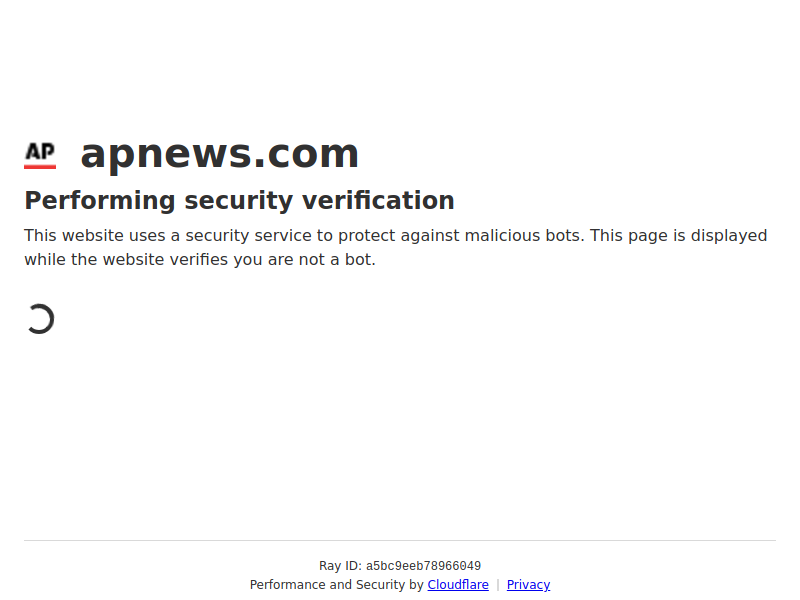 AP apnews.com
Performing security verification
This website uses a security service to protect against malicious bots. This page is displayed
while the website verifies you are not a bot.
Ray ID: a5bc9eeb78966049
Performance and Security by Cloudflare | Privacy